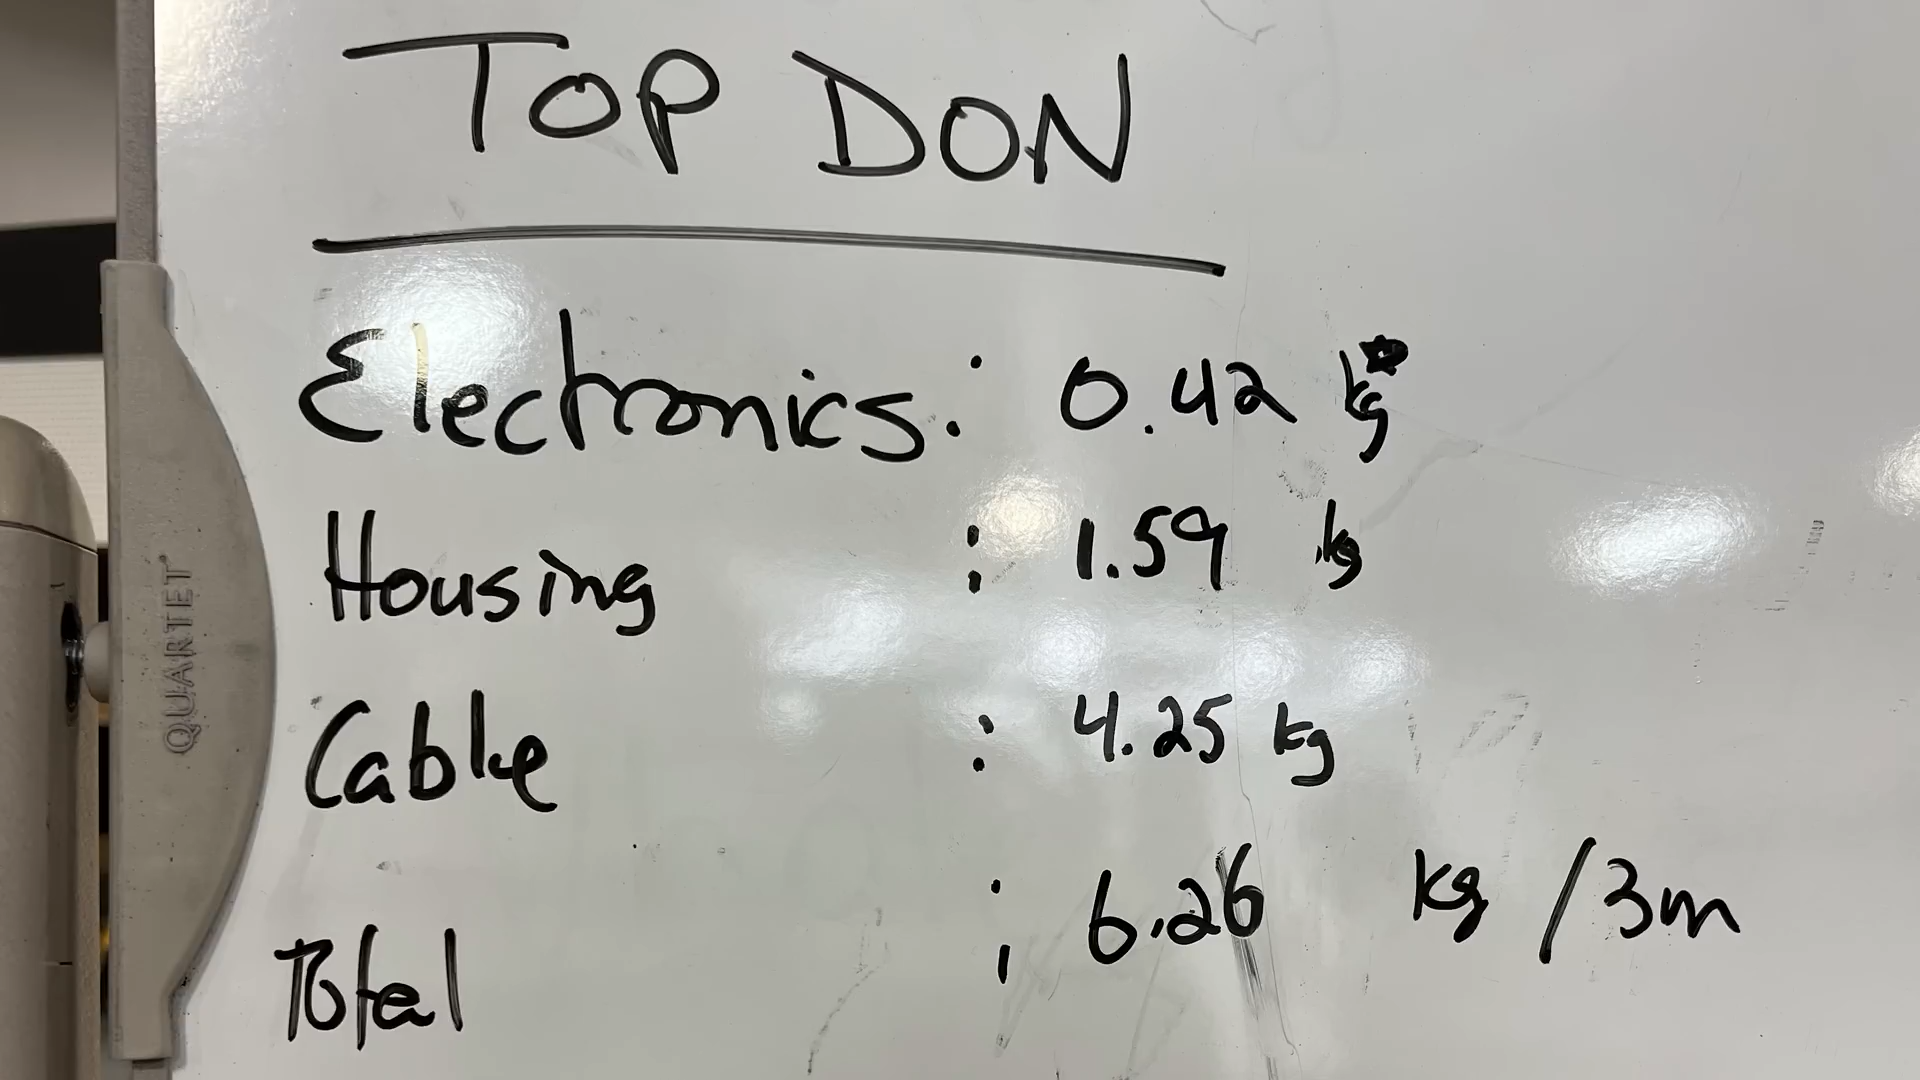 TOP DON
Electronics: 0.42 kg
Housing : 1.59 kg
Cable : 4.25 kg
Total : 6.26 kg /3m
QUARTET